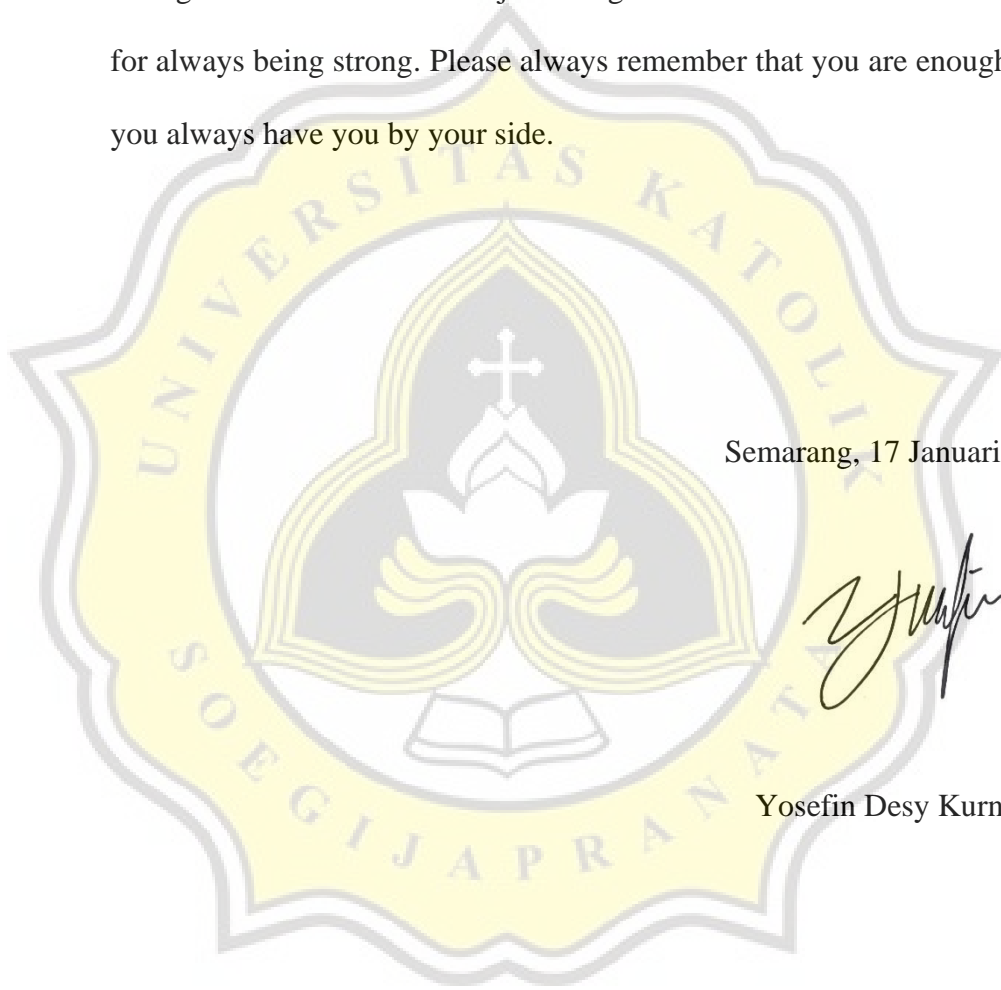 for always being strong. Please always remember that you are enough
you always have you by your side.
UNIVERSITAS KATOLIK
Semarang, 17 Januari
SOEGIJAPRANATA
Yosefin Desy